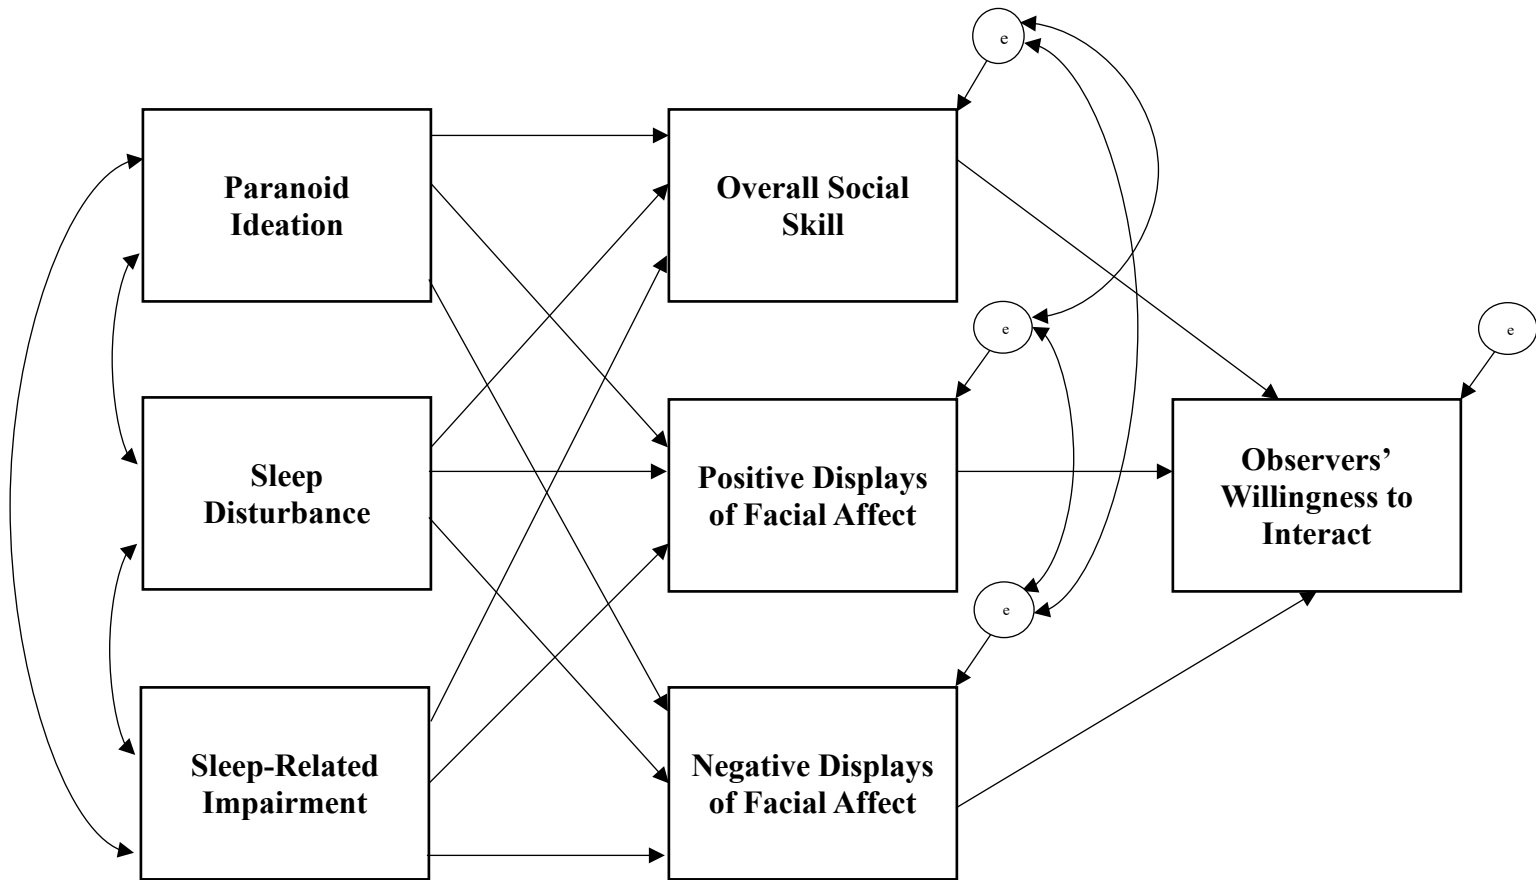 e
Paranoid
Ideation
Overall Social
Skill
e
e
Sleep
Disturbance
Positive Displays
of Facial Affect
Observers’
Willingness to
Interact
e
Sleep-Related
Impairment
Negative Displays
of Facial Affect